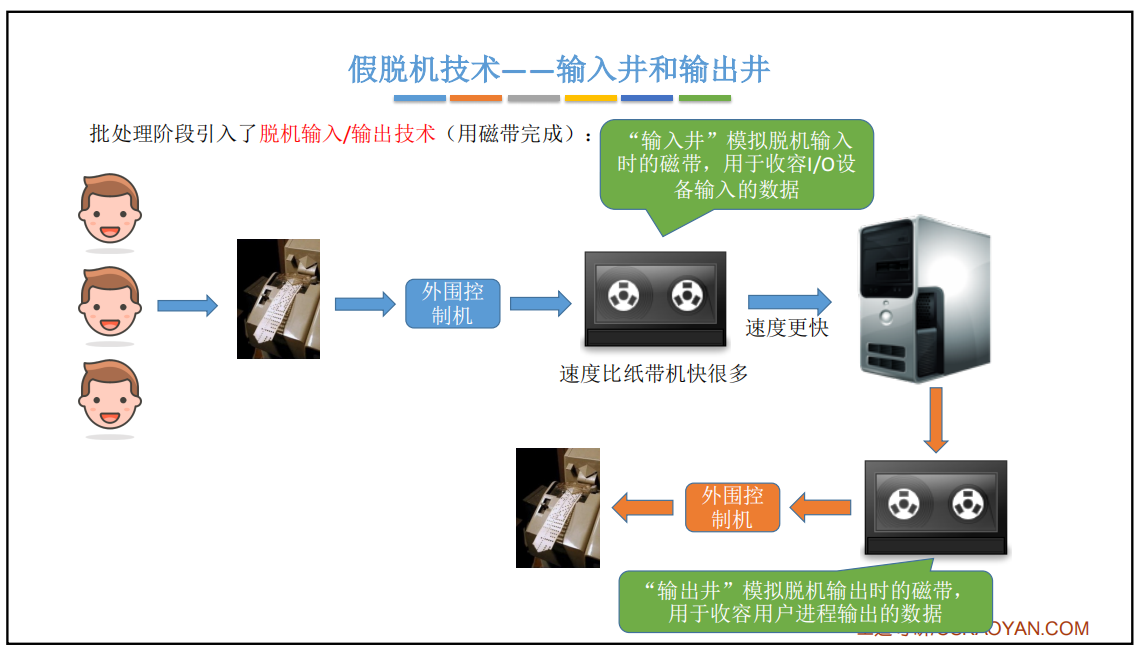 假脱机技术——输入井和输出井
批处理阶段引入了脱机输入/输出技术（用磁带完成）：
“输入井”模拟脱机输入
时的磁带，用于收容I/O设
备输入的数据
外围控
制机
速度更快
速度比纸带机快很多
外围控
制机
“输出井”模拟脱机输出时的磁带，
用于收容用户进程输出的数据
AOYAN.COM